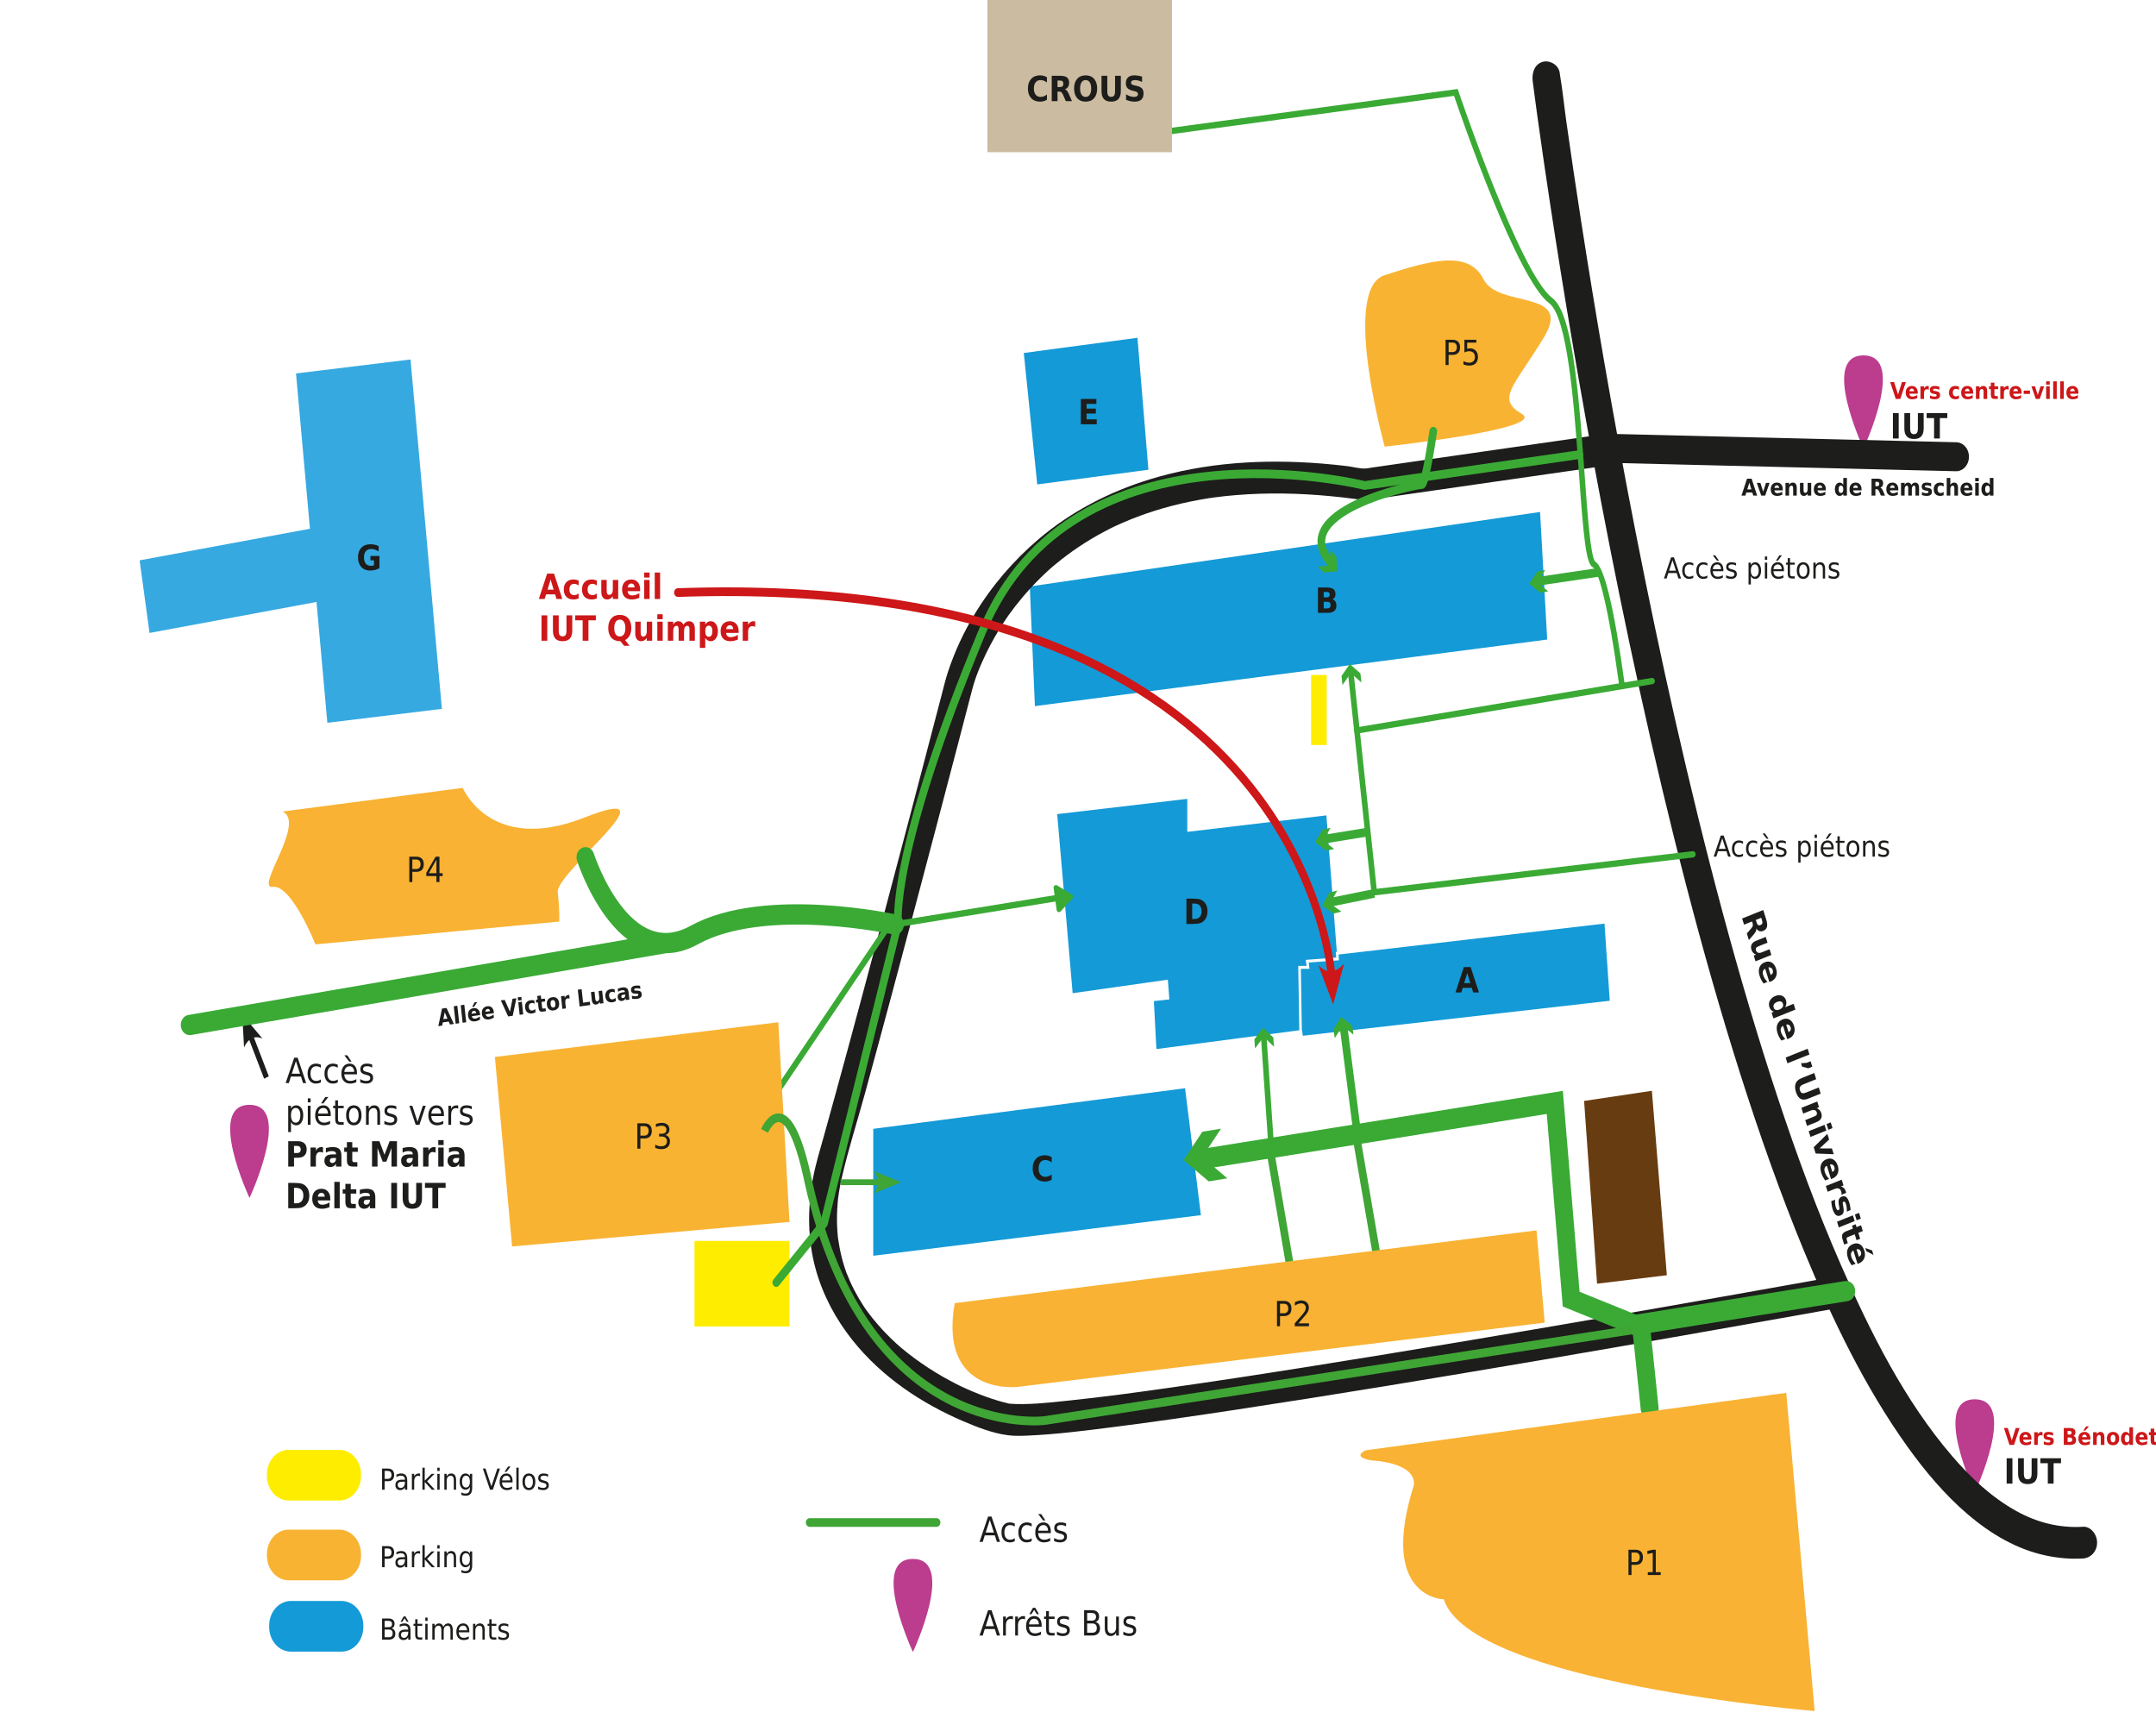 CROUS
P5
E
Vers centre-ville
IUT
Avenue de Remscheid
G
Accès piétons
Accueil
IUT Quimper
B
P4
Accès piétons
D
A
Allée Victor Lucas
Rue de l’Université
Accès
piétons vers
Prat Maria
Delta IUT
P3
C
P2
Vers Bénodet
IUT
P1
Parking Vélos
Parking
Bâtiments
Accès
Arrêts Bus